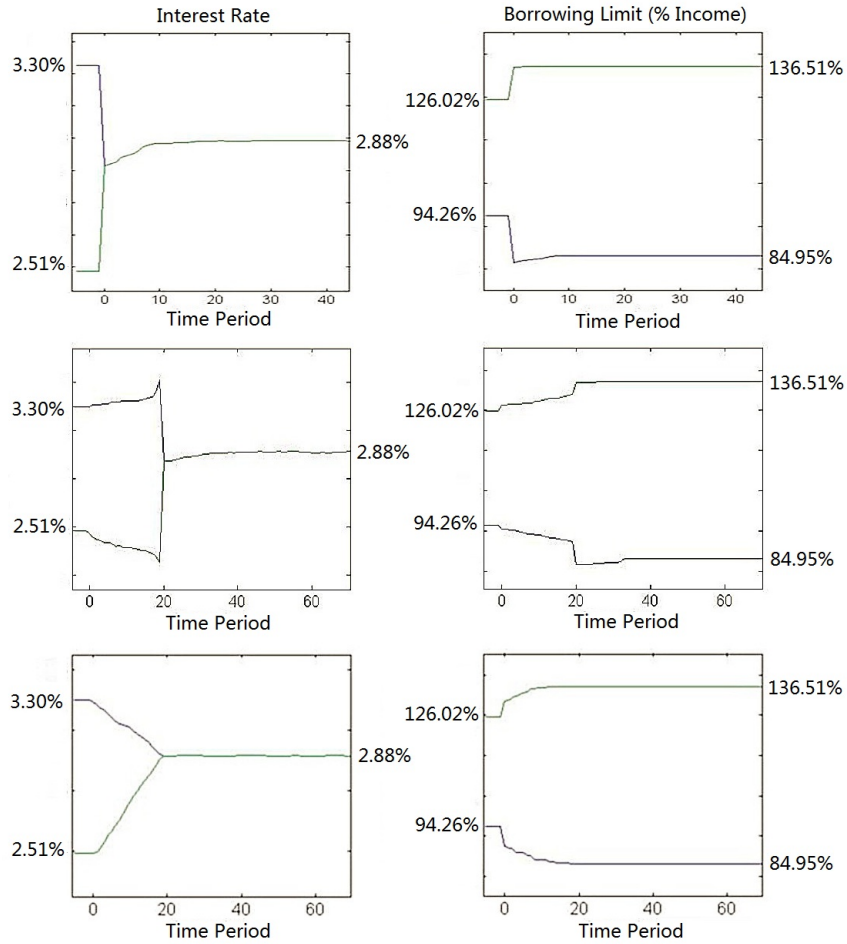 Interest Rate
Borrowing Limit (% Income)
3.30%
2.88%
2.51%
0 10 20 30 40
Time Period
136.51%
126.02%
94.26%
84.95%
0 10 20 30 40
Time Period
3.30%
2.88%
2.51%
0 20 40 60
Time Period
136.51%
126.02%
94.26%
84.95%
0 20 40 60
Time Period
3.30%
2.88%
2.51%
0 20 40 60
Time Period
136.51%
126.02%
94.26%
84.95%
0 20 40 60
Time Period